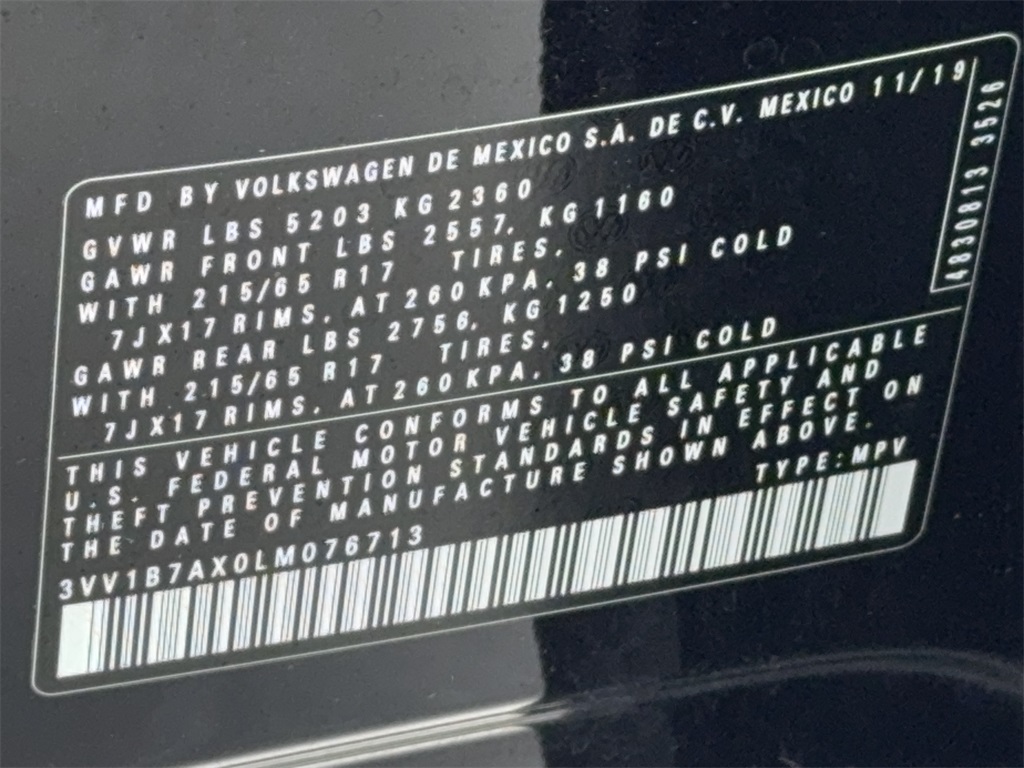 MFD BY VOLKSWAGEN DE MEXICO S.A. DE C.V. MEXICO 11/19
GVWR LBS 5203 KG 2360
GAWR FRONT LBS 2557, KG 1160
WITH 215/65 R17 TIRES,
7JX17 RIMS, AT 260 KPA, 38 PSI COLD
GAWR REAR LBS 2756, KG 1250
WITH 215/65 R17 TIRES,
7JX17 RIMS, AT 260 KPA, 38 PSI COLD
4830813 3526
THIS VEHICLE CONFORMS TO ALL APPLICABLE
U.S. FEDERAL MOTOR VEHICLE SAFETY AND
THEFT PREVENTION STANDARDS IN EFFECT ON
THE DATE OF MANUFACTURE SHOWN ABOVE.
3VV1B7AX0LM076713 TYPE:MPV